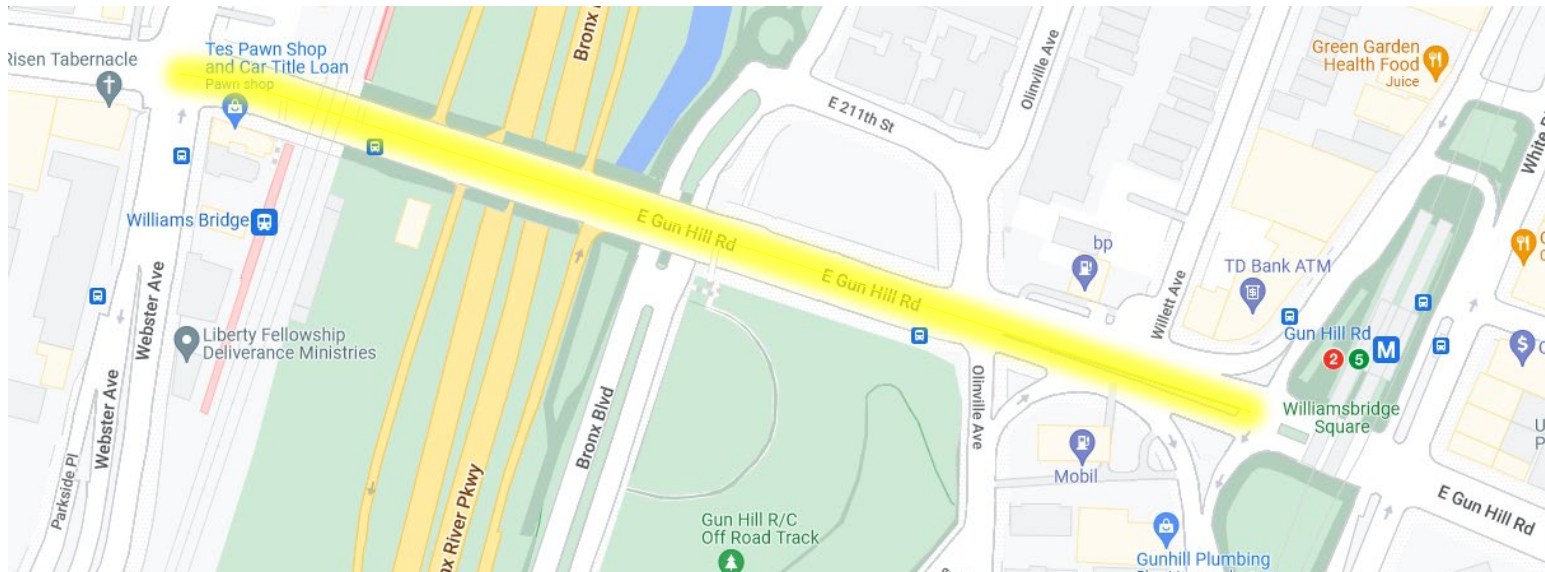 Risen Tabernacle
Tes Pawn Shop
and Car Title Loan
Pawn shop
Bronx
Olinville Ave
E 211th St
Green Garden
Health Food
Juice
White
Williams Bridge
E Gun Hill Rd
E Gun Hill Rd
bp
TD Bank ATM
Willett Ave
Gun Hill Rd
2 5 M
Williamsbridge
Square
Webster Ave
Liberty Fellowship
Deliverance Ministries
Webster Ave
Parkside Pl
Bronx Blvd
nx River Pkwy
Olinville Ave
Mobil
E Gun Hill Rd
Gun Hill R/C
Off Road Track
Gunhill Plumbing